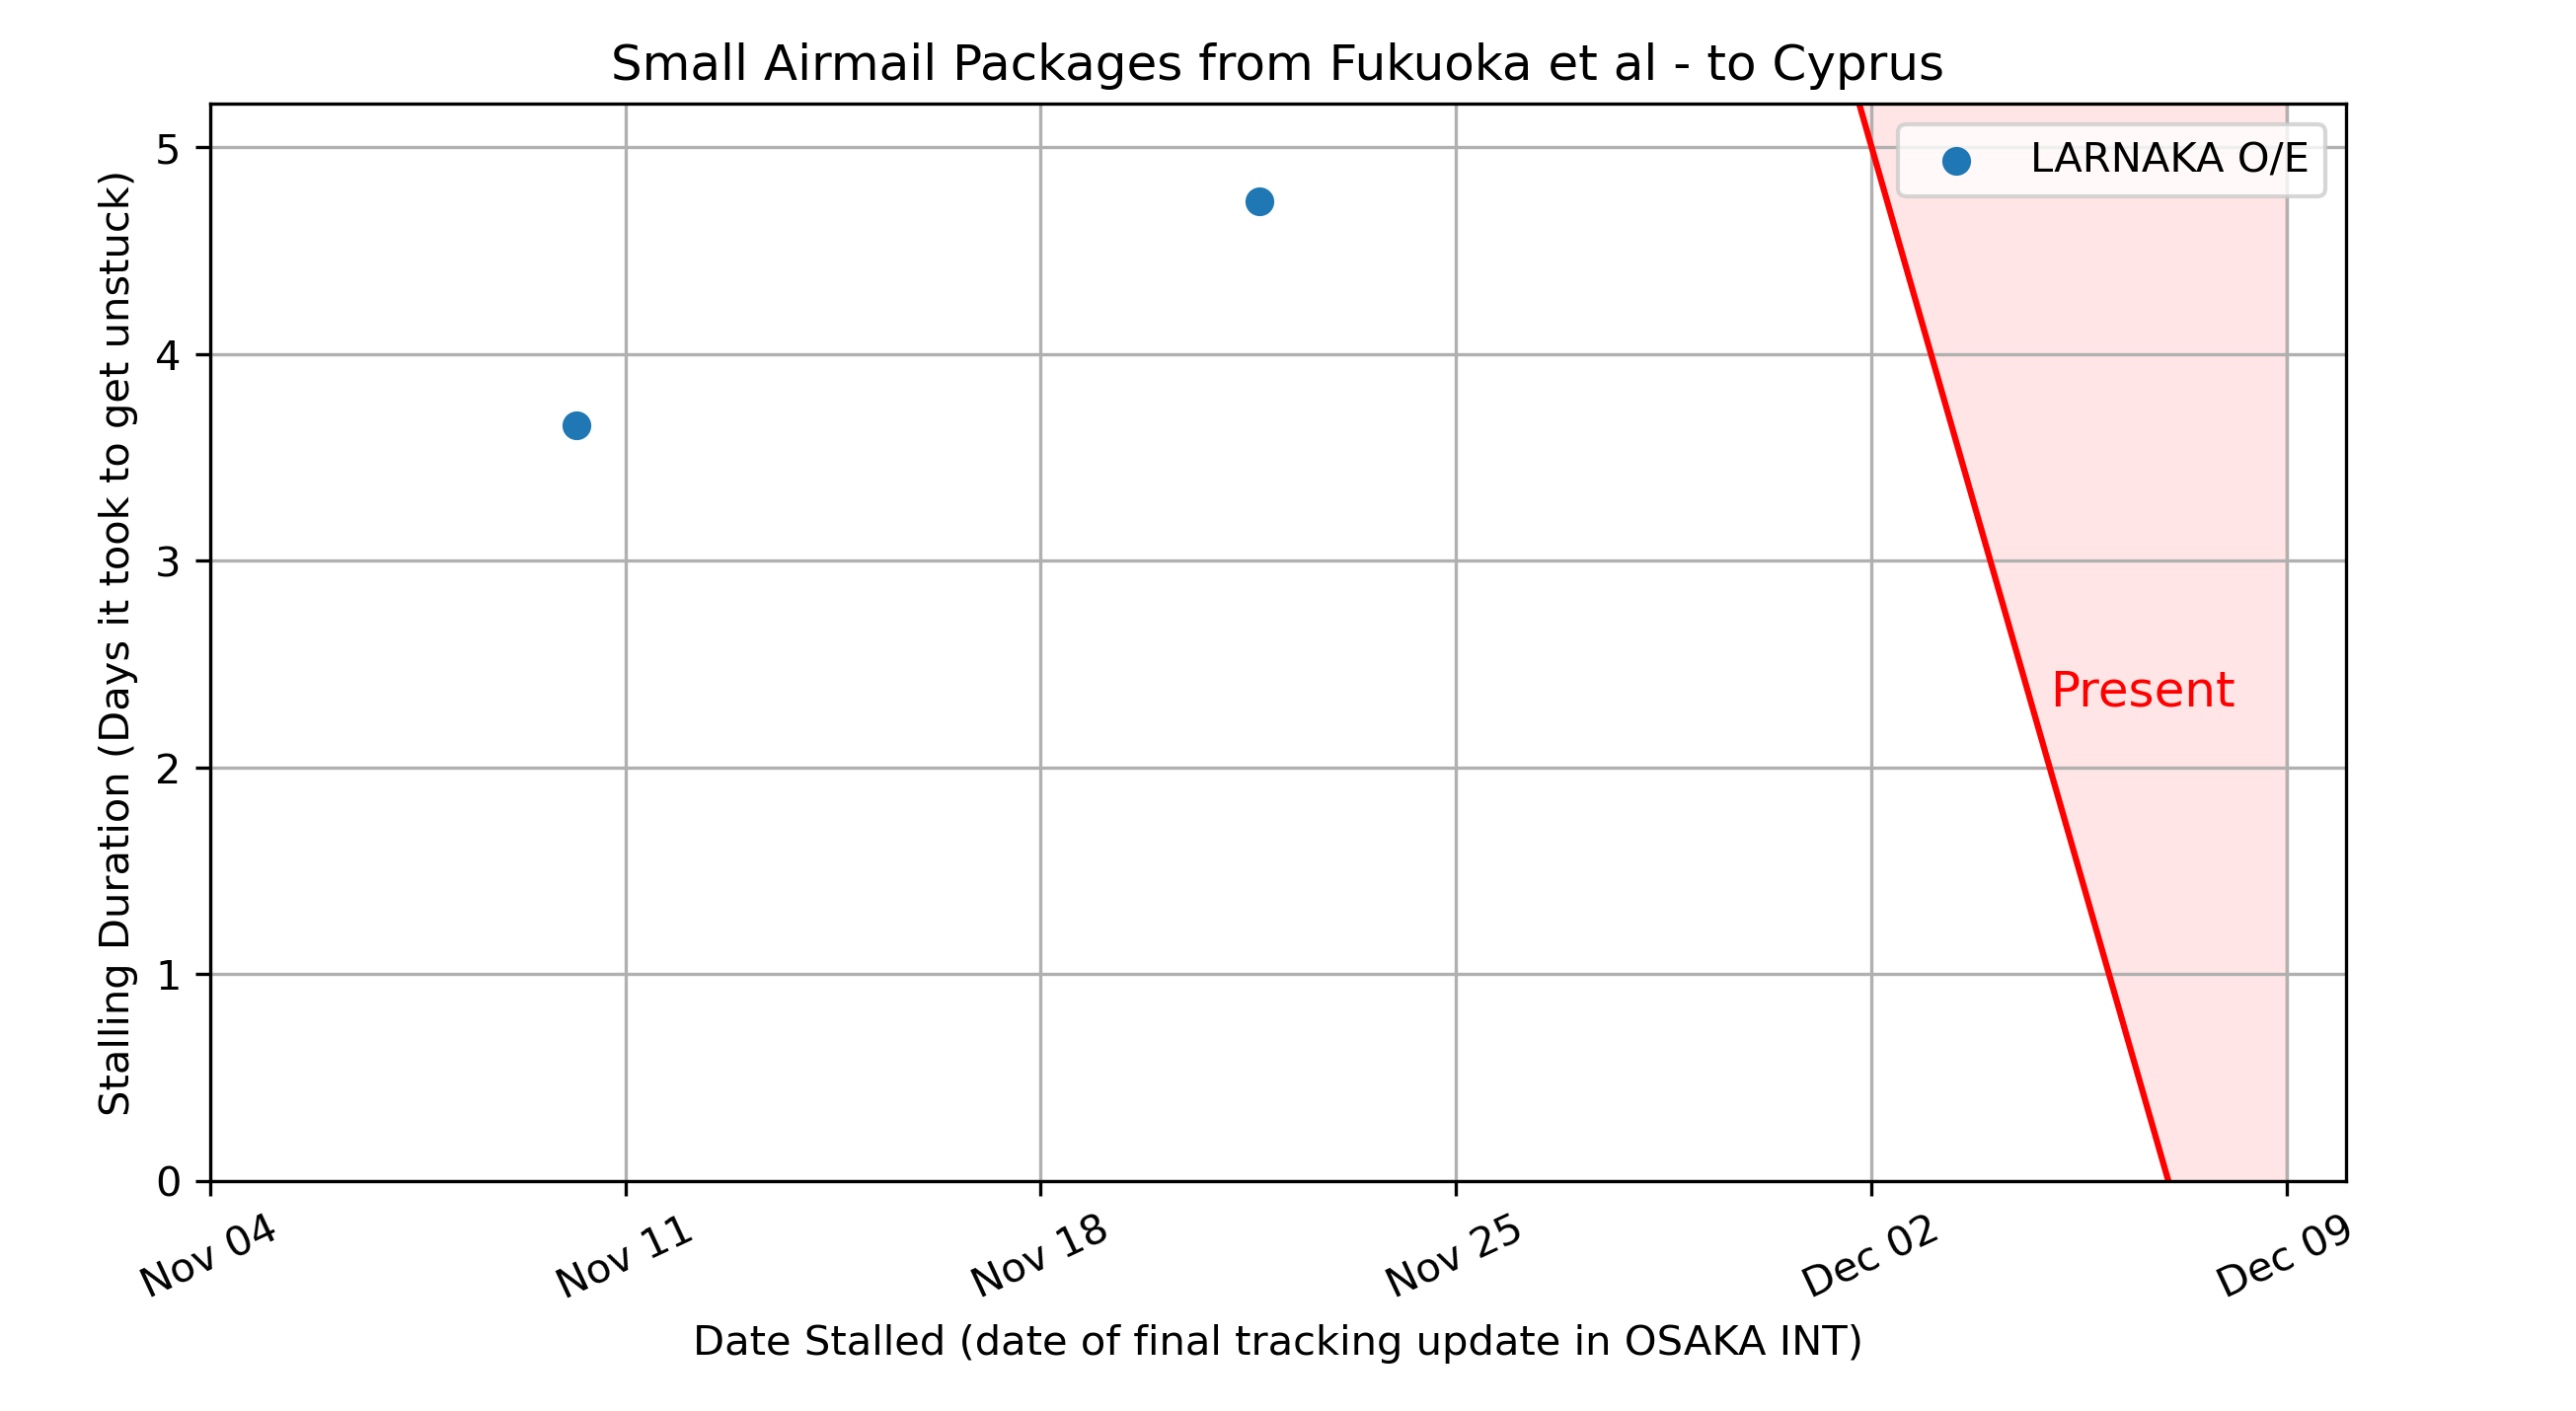 Small Airmail Packages from Fukuoka et al - to Cyprus
LARNAKA O/E
Stalling Duration (Days it took to get unstuck)
5
4
3
2
1
0
Present
Nov 04
Nov 11
Nov 18
Nov 25
Dec 02
Dec 09
Date Stalled (date of final tracking update in OSAKA INT)